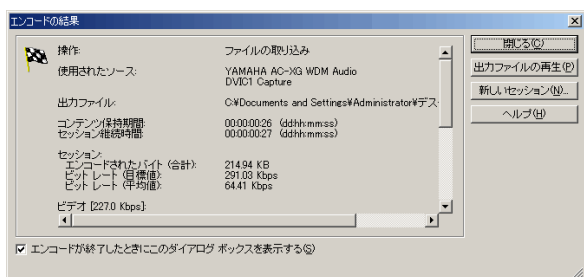 エンコードの結果
操作: ファイルの取り込み
使用されたソース: YAMAHA AC-XG WDM Audio
DVIC1 Capture
出力ファイル: C:¥Documents and Settings¥Administrator¥デス
コンテンツ保持期間: 00:00:00:26 (dd:hh:mm:ss)
セッション継続時間: 00:00:00:27 (dd:hh:mm:ss)
セッション:
エンコードされたバイト (合計): 214.94 KB
ビット レート (目標値): 291.03 Kbps
ビット レート (平均値): 64.41 Kbps
ビデオ [227.0 Kbps]:
閉じる(C)
出力ファイルの再生(P)
新しいセッション(N)...
ヘルプ(H)
エンコードが終了したときにこのダイアログ ボックスを表示する(S)